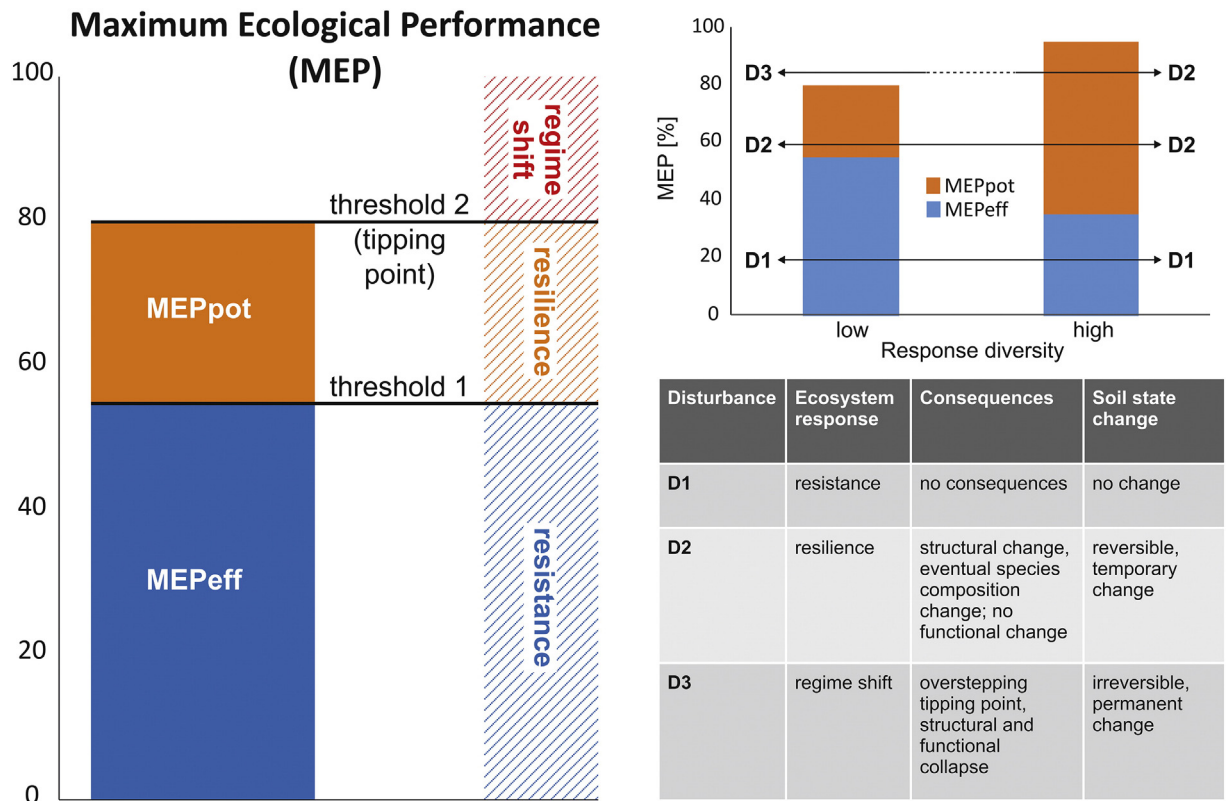 Maximum Ecological Performance
(MEP)
100
80
60
40
20
0
MEPpot
MEPeff
threshold 2
(tipping
point)
threshold 1
regime
shift
resilience
resistance
100
80
60
40
20
0
MEP [%]
D3
D2
D2
D2
D1
D1
MEPpot
MEPeff
low
high
Response diversity
Disturbance
Ecosystem
response
Consequences
Soil state
change
D1
resistance
no consequences
no change
D2
resilience
structural change,
eventual species
composition
change; no
functional change
reversible,
temporary
change
D3
regime shift
overstepping
tipping point,
structural and
functional
collapse
irreversible,
permanent
change